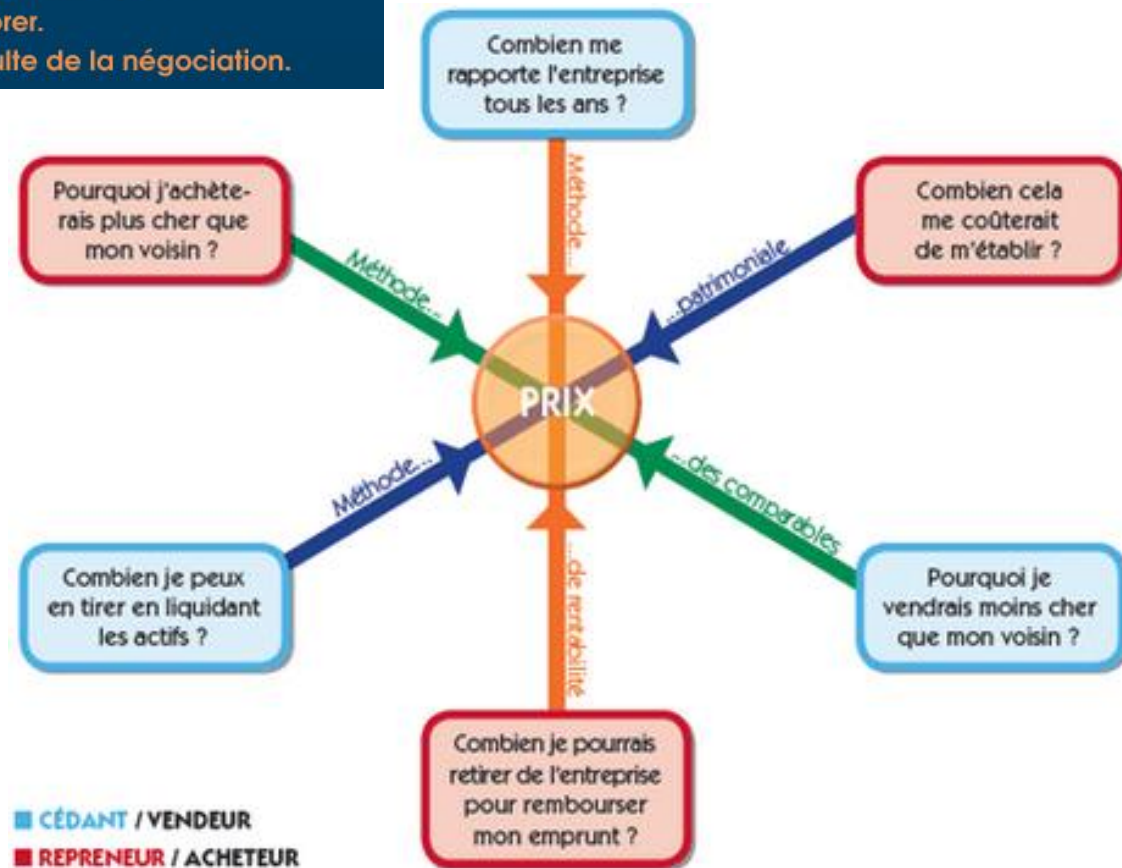 orer.
ulte de la négociation.
Combien me
rapporte l'entreprise
tous les ans ?
Pourquoi j'achète-
rais plus cher que
mon voisin ?
Méthode...
Méthode...
Combien cela
me coûterait
de m'établir ?
...patrimoniale
PRIX
Combien je peux
en tirer en liquidant
les actifs ?
Méthode...
...de rentabilité
...des comparables
Pourquoi je
vendrais moins cher
que mon voisin ?
Combien je pourrais
retirer de l'entreprise
pour rembourser
mon emprunt ?
CÉDANT / VENDEUR
REPRENEUR / ACHETEUR